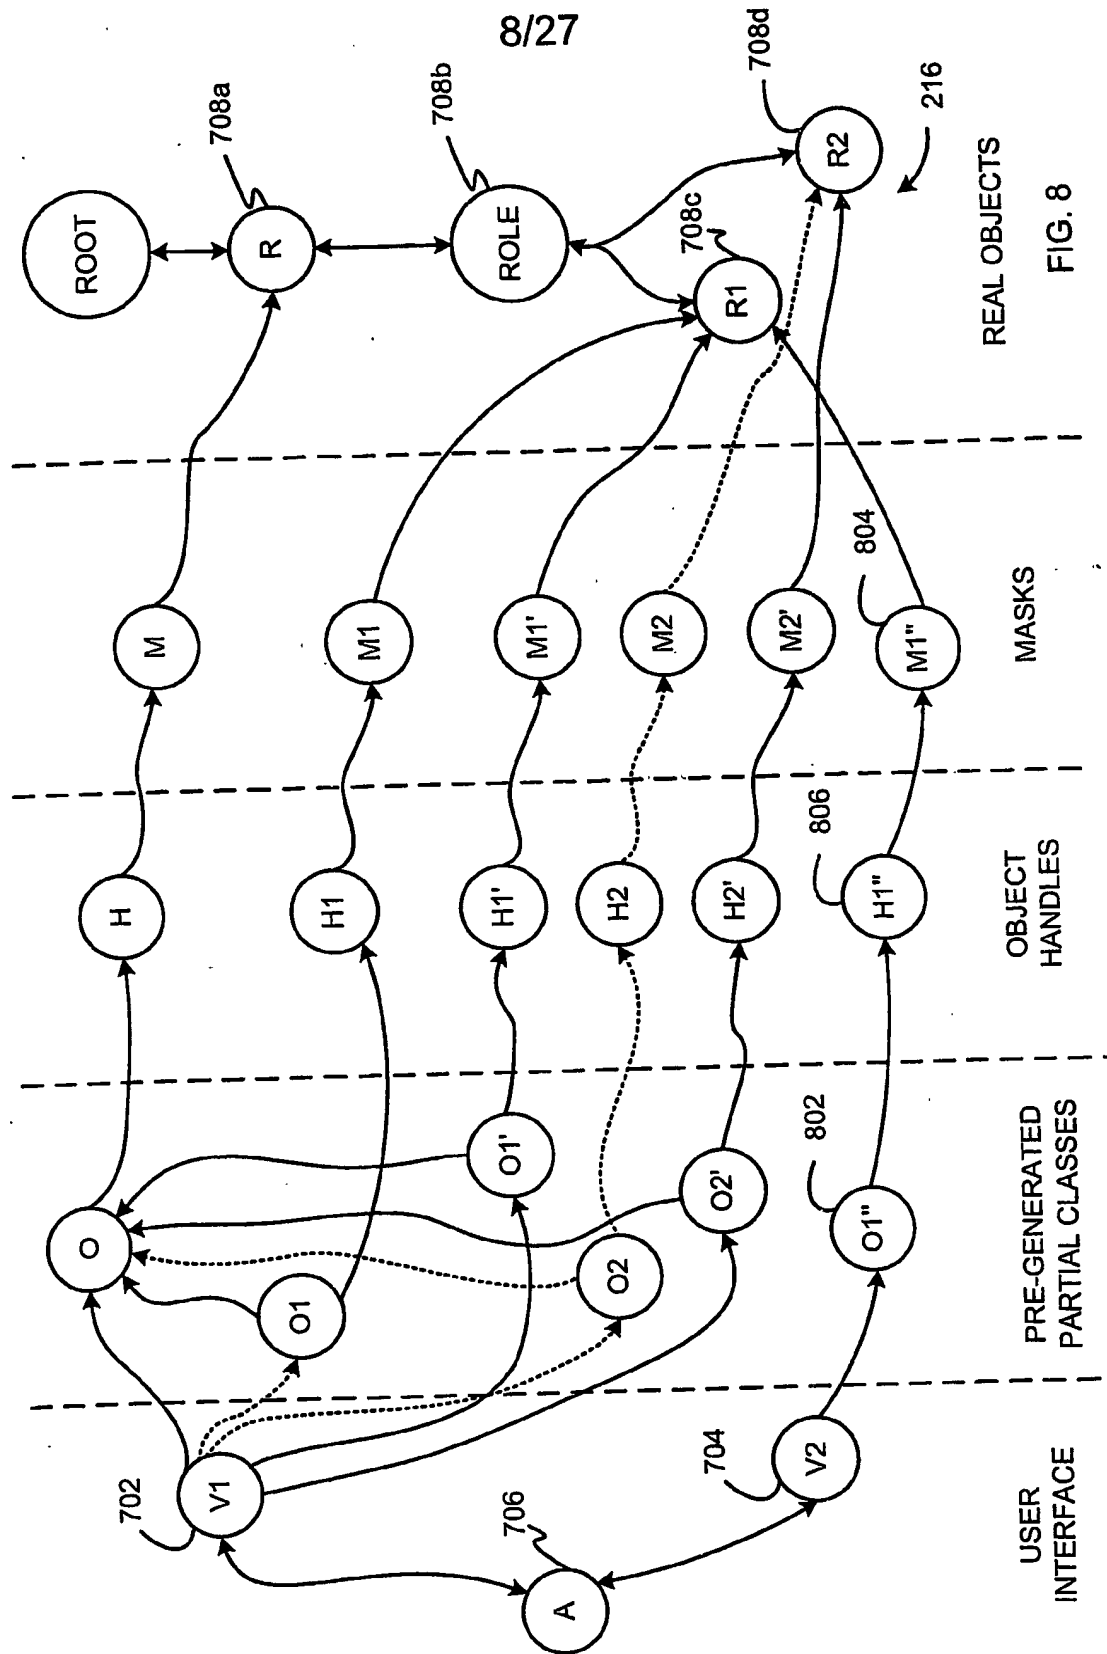 8/27
ROOT
708a
R
708b
ROLE
708c
R1
708d
R2
216
REAL OBJECTS
FIG. 8
M
M1
M1'
M2
M2'
804
M1"
MASKS
H
H1
H1'
H2
H2'
806
H1"
OBJECT
HANDLES
O
O1
O1'
O2
O2'
802
O1"
PRE-GENERATED
PARTIAL CLASSES
702
V1
706
A
704
V2
USER
INTERFACE